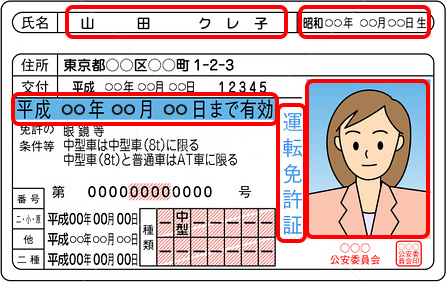 氏名 山田 クレ子 昭和○○年 ○○月○○日生
住所 東京都○○区○○町1-2-3
交付 平成 ○○年○○月○○日 12345
平成 ○○年○○月 ○○日まで有効
免許の 眼鏡等
条件等 中型車は中型車(8t)に限る
中型車(8t)と普通車はAT車に限る
運転免許証
番号 第 000000000000 号
二・小・原 平成00年00月00日
他 平成○○年○○月○○日
二種 平成00年00月00日
種類 中型
○○○
公安委員会
○○○
公安委
員会印